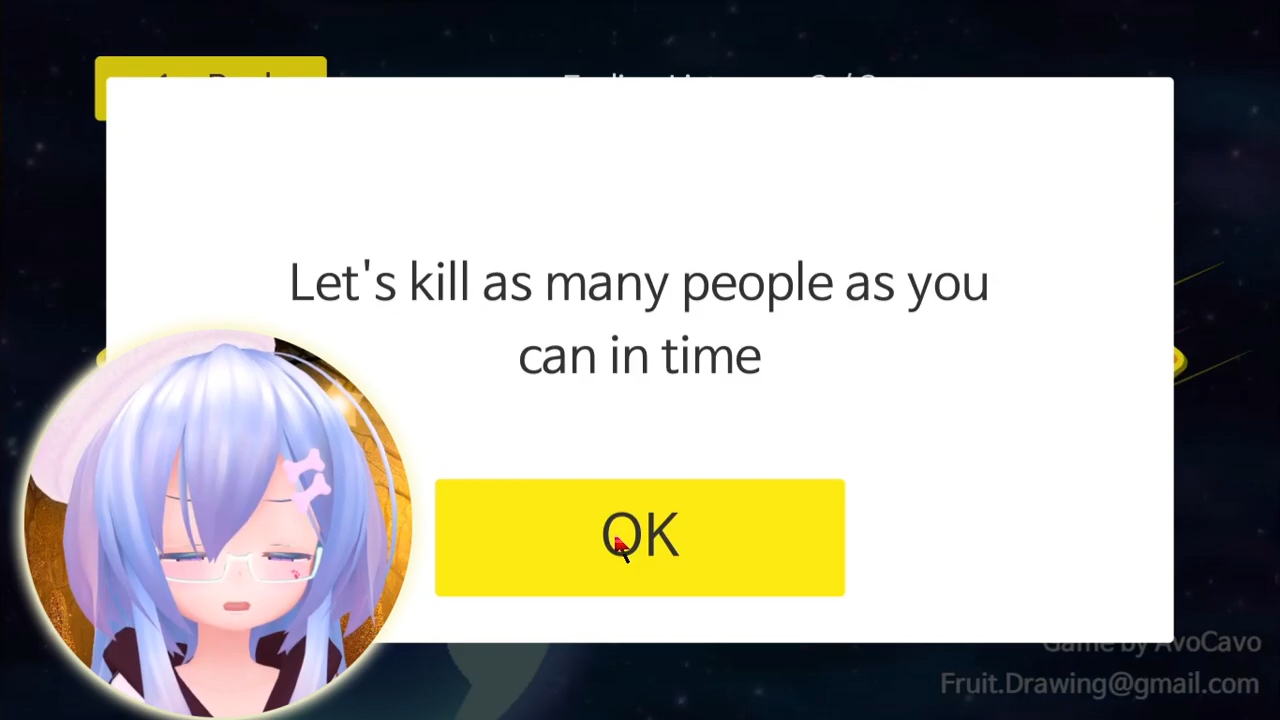 Let's kill as many people as you
can in time
OK
Game by AvoCavo
Fruit.Drawing@gmail.com